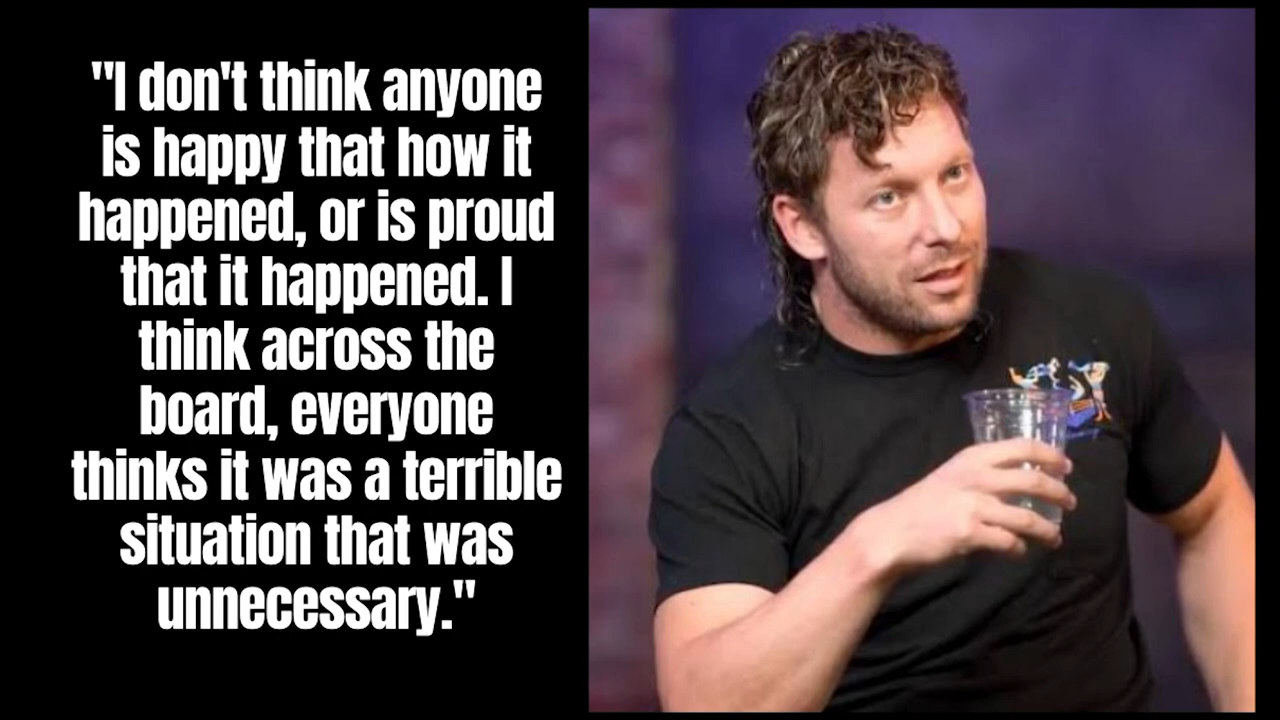 "I don't think anyone
is happy that how it
happened, or is proud
that it happened. I
think across the
board, everyone
thinks it was a terrible
situation that was
unnecessary."